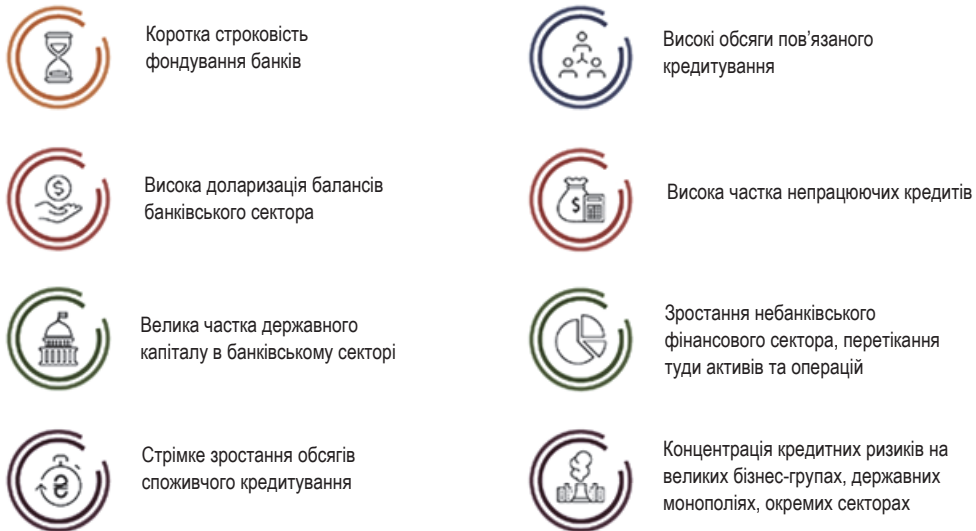 Коротка строковість
фондування банків
Високі обсяги пов’язаного
кредитування
Висока доларизація балансів
банківського сектора
Висока частка непрацюючих кредитів
Велика частка державного
капіталу в банківському секторі
Зростання небанківського
фінансового сектора, перетікання
туди активів та операцій
Стрімке зростання обсягів
споживчого кредитування
Концентрація кредитних ризиків на
великих бізнес-групах, державних
монополіях, окремих секторах